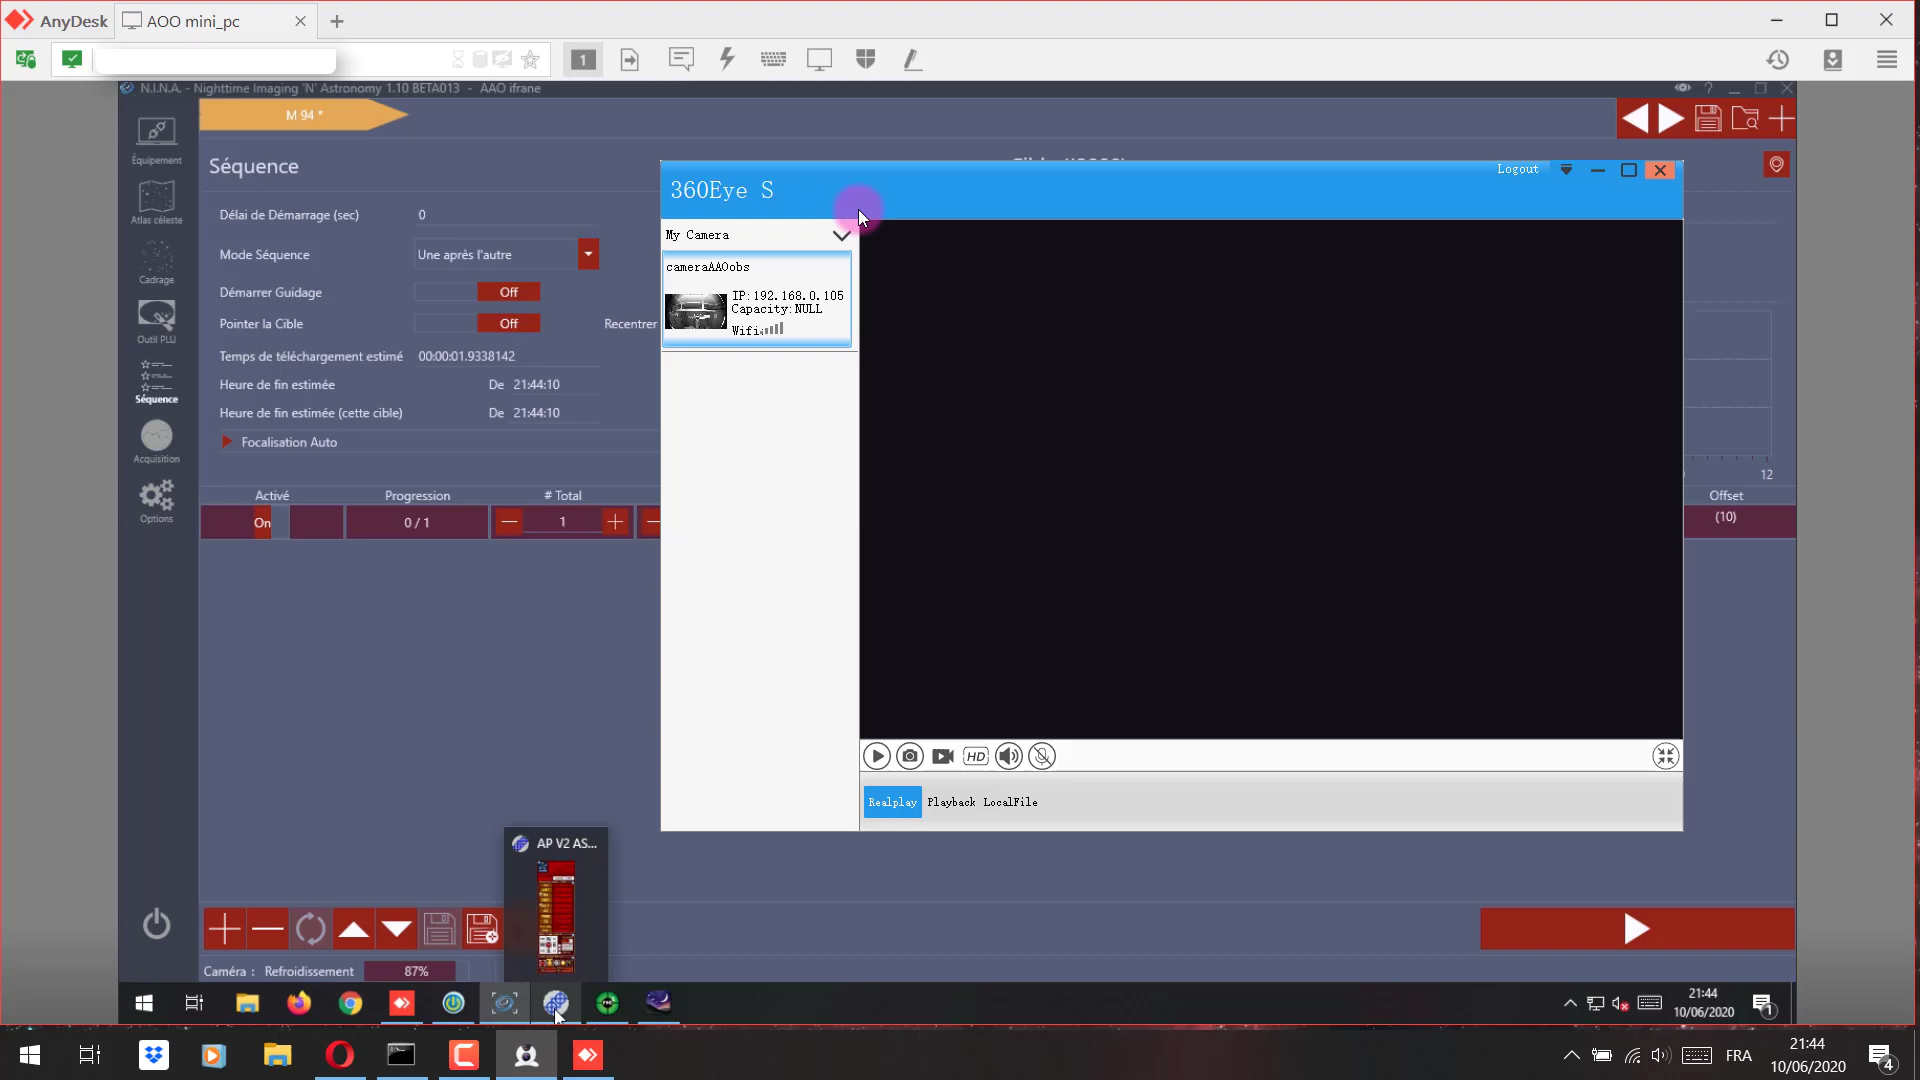 AnyDesk
AOO mini_pc
1
N.I.N.A. - Nighttime Imaging 'N' Astronomy 1.10 BETA013 - AAO ifrane
M 94 *
Équipement
Atlas céleste
Cadrage
Outil PLU
Séquence
Acquisition
Options
Séquence
Délai de Démarrage (sec) 0
Mode Séquence Une après l'autre
Démarrer Guidage Off
Pointer la Cible Off Recentrer
Temps de téléchargement estimé 00:00:01.9338142
Heure de fin estimée De 21:44:10
Heure de fin estimée (cette cible) De 21:44:10
Focalisation Auto
Activé Progression # Total
On 0 / 1 1
12
Offset
(10)
Logout
360Eye S
My Camera
cameraAAOobs
IP:192.168.0.105
Capacity:NULL
Wifi
HD
Realplay Playback LocalFile
AP V2 AS...
Caméra : Refroidissement 87%
21:44
10/06/2020
1
FRA
21:44
10/06/2020
4